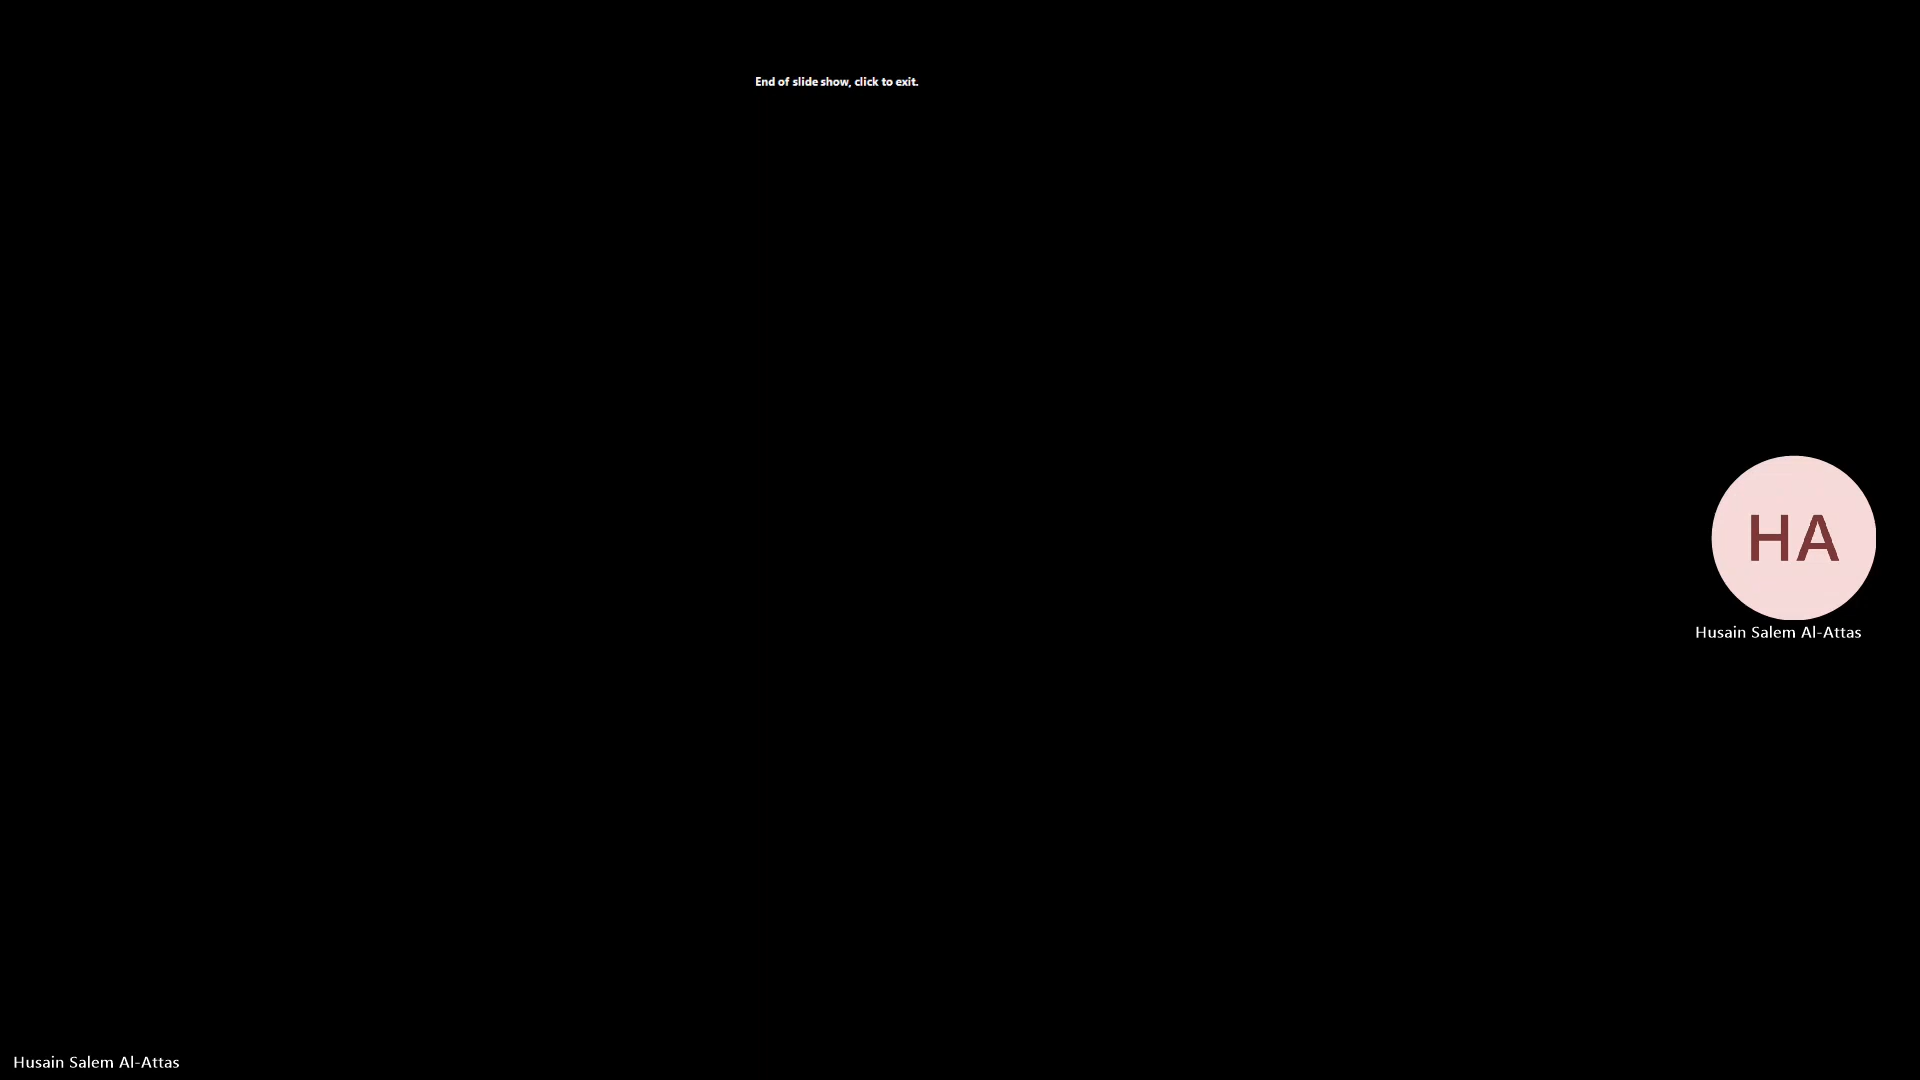 End of slide show, click to exit.
HA
Husain Salem Al-Attas
Husain Salem Al-Attas